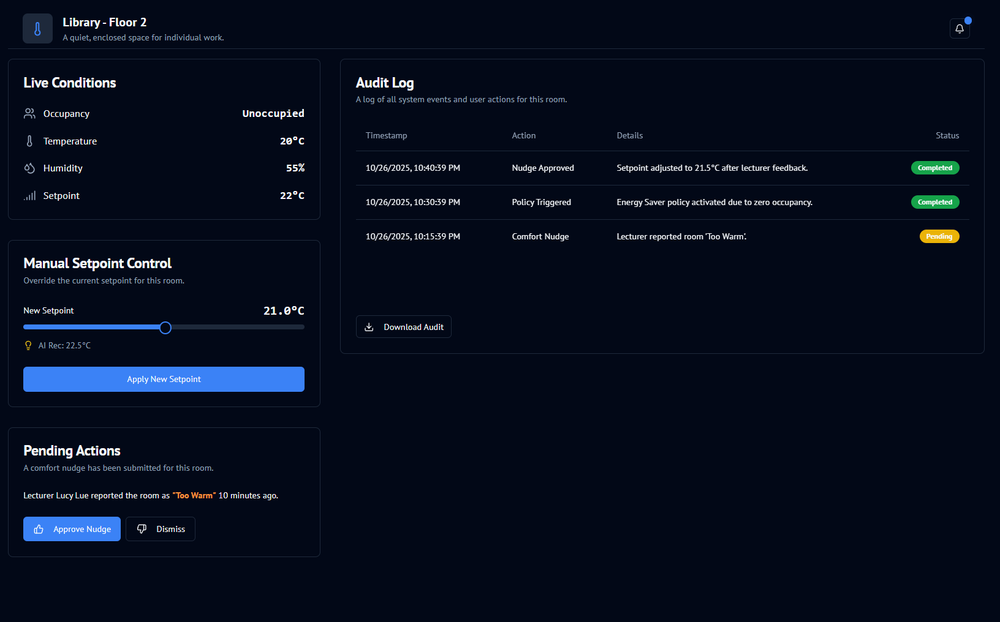 Library - Floor 2
A quiet, enclosed space for individual work.
Live Conditions
Occupancy Unoccupied
Temperature 20°C
Humidity 55%
Setpoint 22°C
Manual Setpoint Control
Override the current setpoint for this room.
New Setpoint 21.0°C
AI Rec: 22.5°C
Apply New Setpoint
Pending Actions
A comfort nudge has been submitted for this room.
Lecturer Lucy Lue reported the room as "Too Warm" 10 minutes ago.
Approve Nudge Dismiss
Audit Log
A log of all system events and user actions for this room.
Timestamp Action Details Status
10/26/2025, 10:40:39 PM Nudge Approved Setpoint adjusted to 21.5°C after lecturer feedback. Completed
10/26/2025, 10:30:39 PM Policy Triggered Energy Saver policy activated due to zero occupancy. Completed
10/26/2025, 10:15:39 PM Comfort Nudge Lecturer reported room 'Too Warm'. Pending
Download Audit